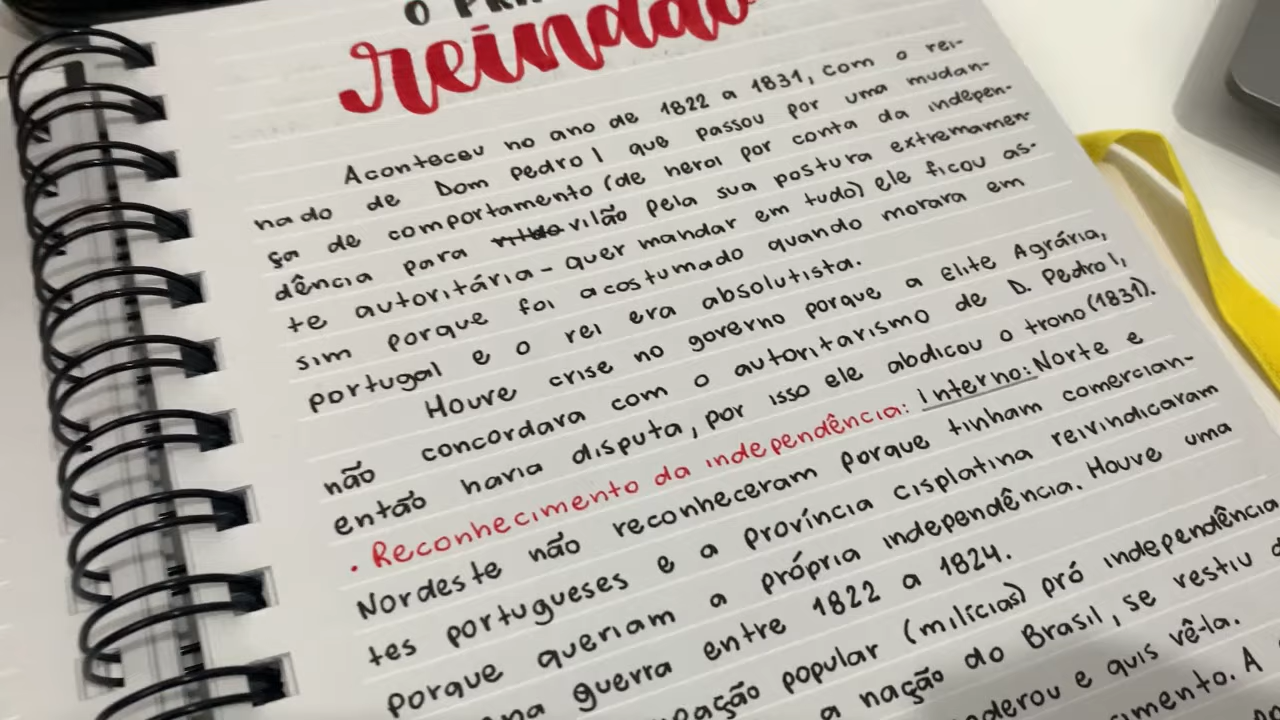 O PRI
reinado
Aconteceu no ano de 1822 a 1831, com o rei-
nado de Dom Pedro I que passou por uma mudan-
ça de comportamento (de heroi por conta da indepen-
dência para vilão pela sua postura extremamen-
te autoritária - quer mandar em tudo) ele ficou as-
sim porque foi acostumado quando morara em
portugal e o rei era absolutista.
Houve crise no governo porque a Elite Agrária,
não concordara com o autoritarismo de D. Pedro I,
então havia disputa, por isso ele abdicou o trono (1831).
. Reconhecimento da independência: Interno: Norte e
Nordeste não reconheceram porque tinham comercian-
tes portugueses e a província cisplatina reivindicaram
porque queriam a própria independência. Houve uma
guerra entre 1822 a 1824.
popular (milícias) pró independência
a nação do Brasil, se restiu
e quis vê-la.
A